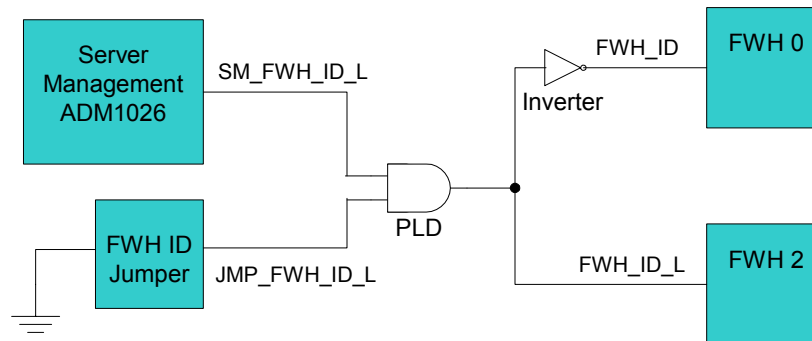 Server
Management
ADM1026
SM_FWH_ID_L
FWH_ID
FWH 0
Inverter
PLD
FWH ID
Jumper
JMP_FWH_ID_L
FWH_ID_L
FWH 2